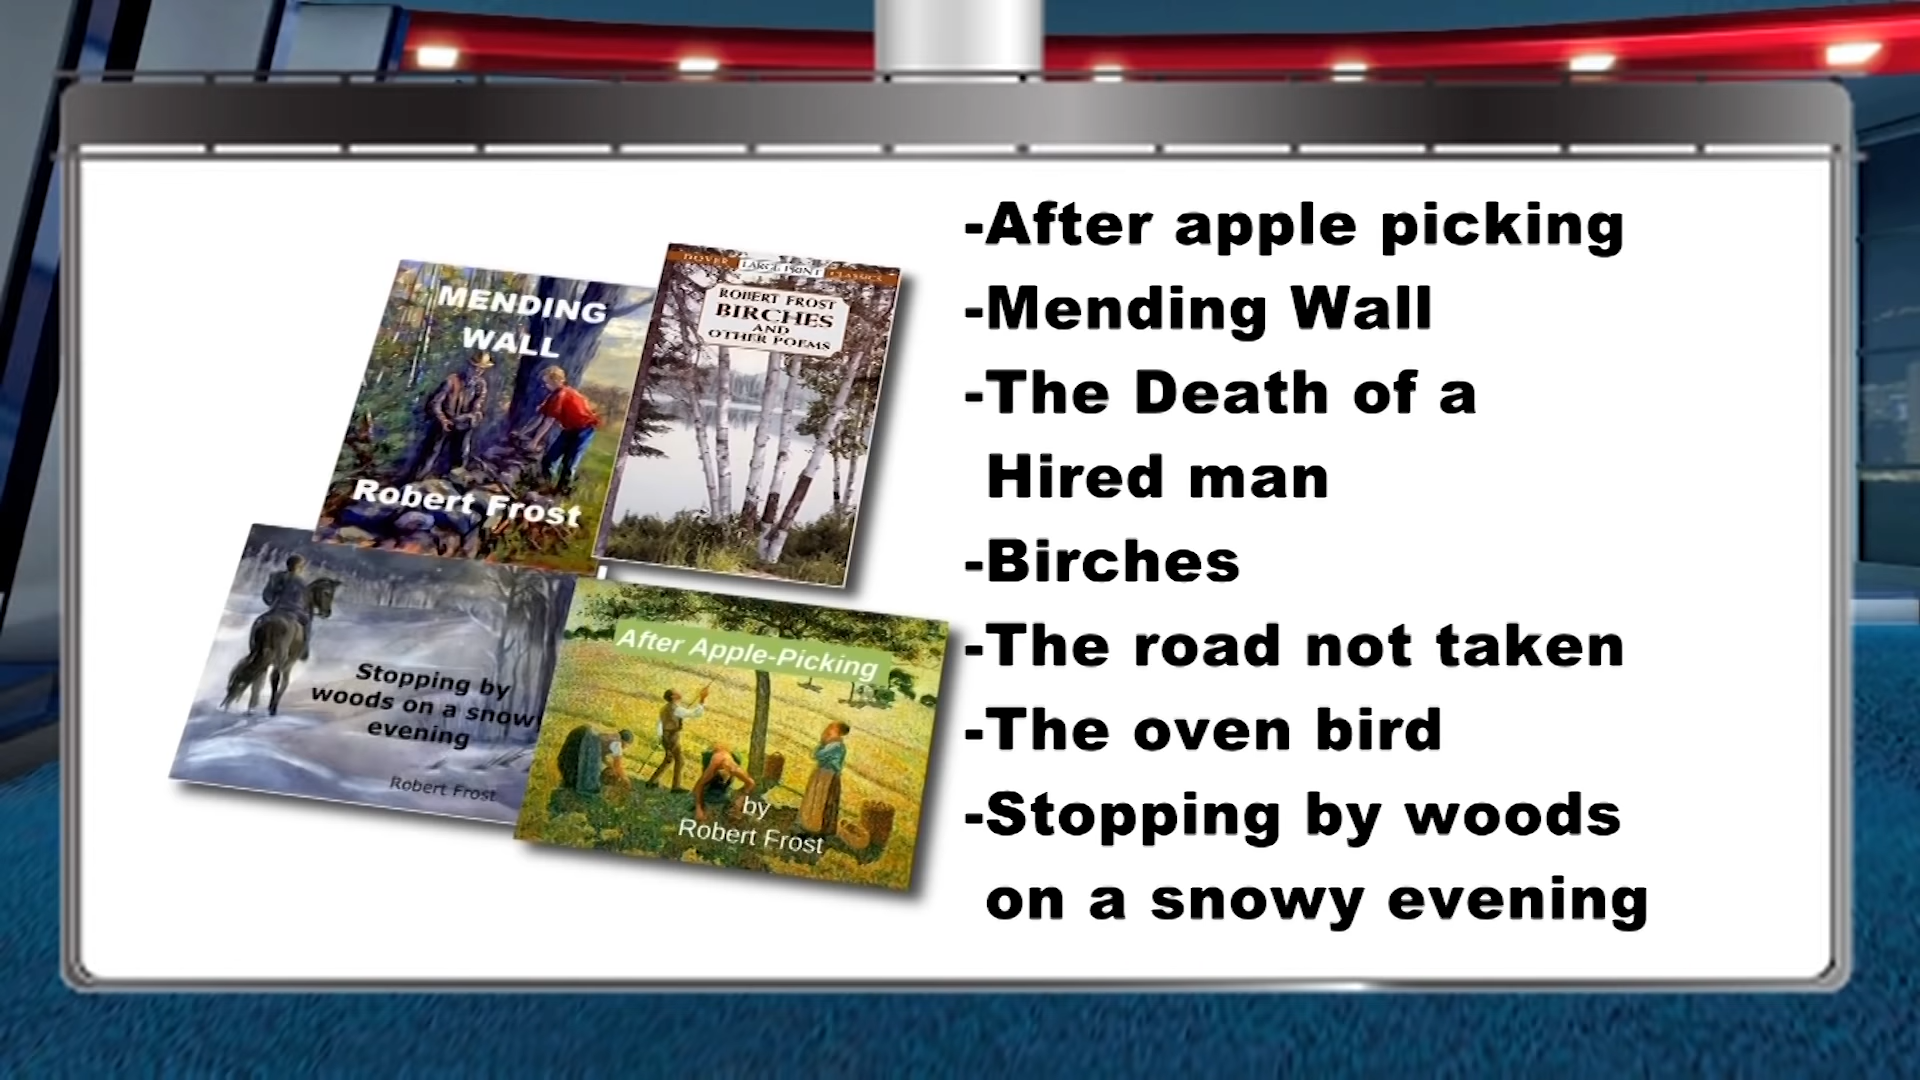 MENDING
WALL
Robert Frost
DOVER LARGE PRINT CLASSICS
ROBERT FROST
BIRCHES
AND
OTHER POEMS
Stopping by
woods on a snow
evening
Robert Frost
After Apple-Picking
by
Robert Frost
-After apple picking
-Mending Wall
-The Death of a
Hired man
-Birches
-The road not taken
-The oven bird
-Stopping by woods
on a snowy evening